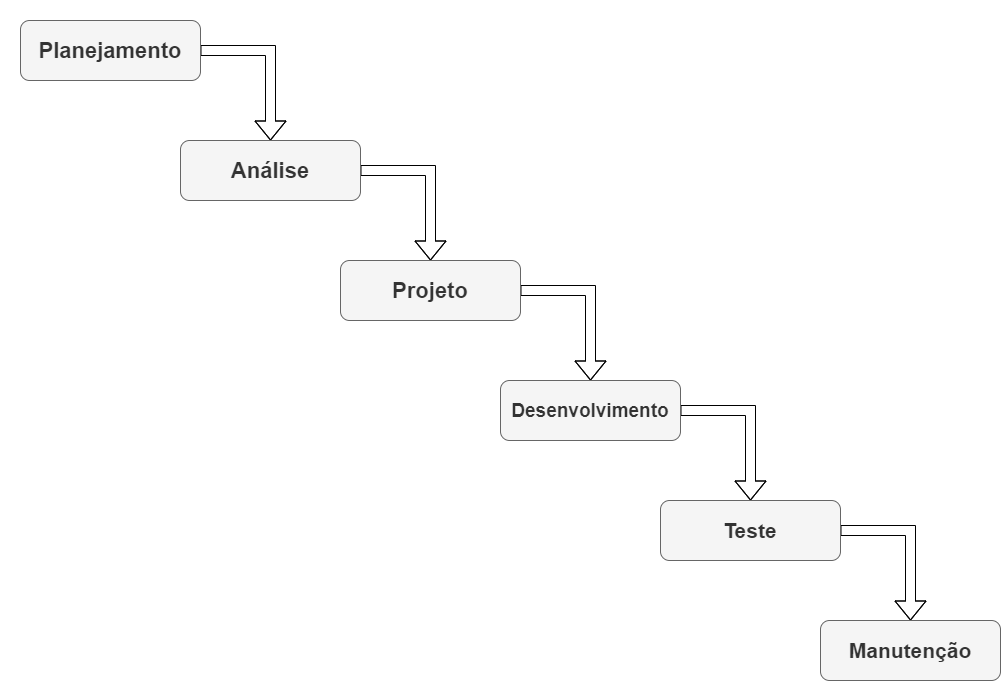 Planejamento
Análise
Projeto
Desenvolvimento
Teste
Manutenção